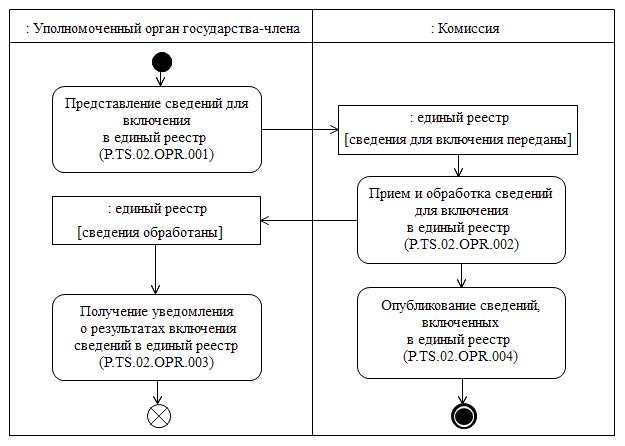 : Уполномоченный орган государства-члена
: Комиссия
Представление сведений для
включения
в единый реестр
(P.TS.02.OPR.001)
: единый реестр
[сведения для включения переданы]
Прием и обработка сведений
для включения
в единый реестр
(P.TS.02.OPR.002)
: единый реестр
[сведения обработаны]
Получение уведомления
о результатах включения
сведений в единый реестр
(P.TS.02.OPR.003)
Опубликование сведений,
включенных
в единый реестр
(P.TS.02.OPR.004)